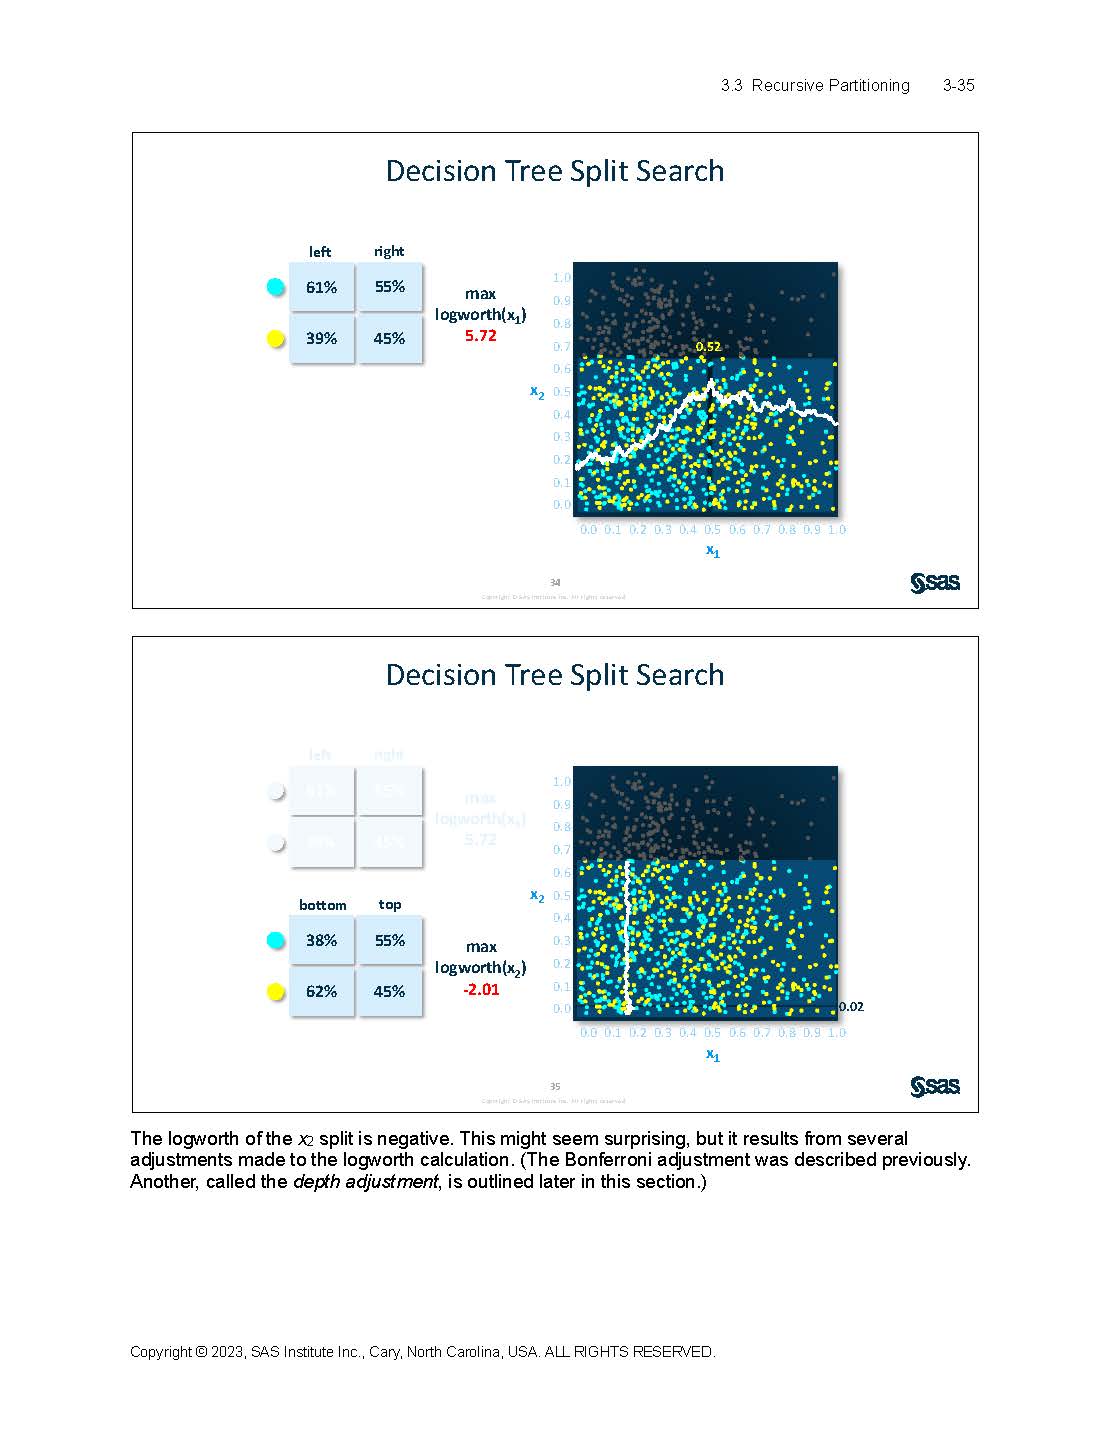 3.3 Recursive Partitioning 3-35
Decision Tree Split Search
left right
61% 55%
39% 45%
max
logworth(x1)
5.72
1.0
0.9
0.8
0.7
0.6
x2 0.5
0.4
0.3
0.2
0.1
0.0
0.52
0.0 0.1 0.2 0.3 0.4 0.5 0.6 0.7 0.8 0.9 1.0
x1
34
Copyright © SAS Institute Inc. All rights reserved.
sas
Decision Tree Split Search
left right
61% 55%
39% 45%
max
logworth(x1)
5.72
bottom top
38% 55%
62% 45%
max
logworth(x2)
-2.01
1.0
0.9
0.8
0.7
0.6
x2 0.5
0.4
0.3
0.2
0.1
0.0
0.02
0.0 0.1 0.2 0.3 0.4 0.5 0.6 0.7 0.8 0.9 1.0
x1
35
Copyright © SAS Institute Inc. All rights reserved.
sas
The logworth of the x2 split is negative. This might seem surprising, but it results from several
adjustments made to the logworth calculation. (The Bonferroni adjustment was described previously.
Another, called the depth adjustment, is outlined later in this section.)
Copyright © 2023, SAS Institute Inc., Cary, North Carolina, USA. ALL RIGHTS RESERVED.